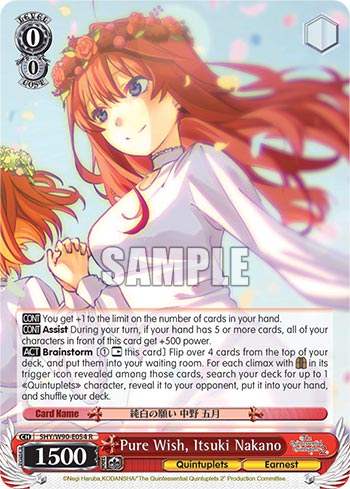 LEVEL
0
0
COST
SAMPLE
CONT You get +1 to the limit on the number of cards in your hand.
CONT Assist During your turn, if your hand has 5 or more cards, all of
your characters in front of this card get +500 power.
ACT Brainstorm [① this card] Flip over 4 cards from the top of your
deck, and put them into your waiting room. For each climax with in its
trigger icon revealed among those cards, search your deck for up to 1
«Quintuplets» character, reveal it to your opponent, put it into your hand,
and shuffle your deck.
Card Name 純白の願い 中野 五月
CH 5HY/W90-E054 R
Pure Wish, Itsuki Nakano
1500
Quintuplets Earnest
©Negi Haruba,KODANSHA/"The Quintessential Quintuplets 2" Production Committee.